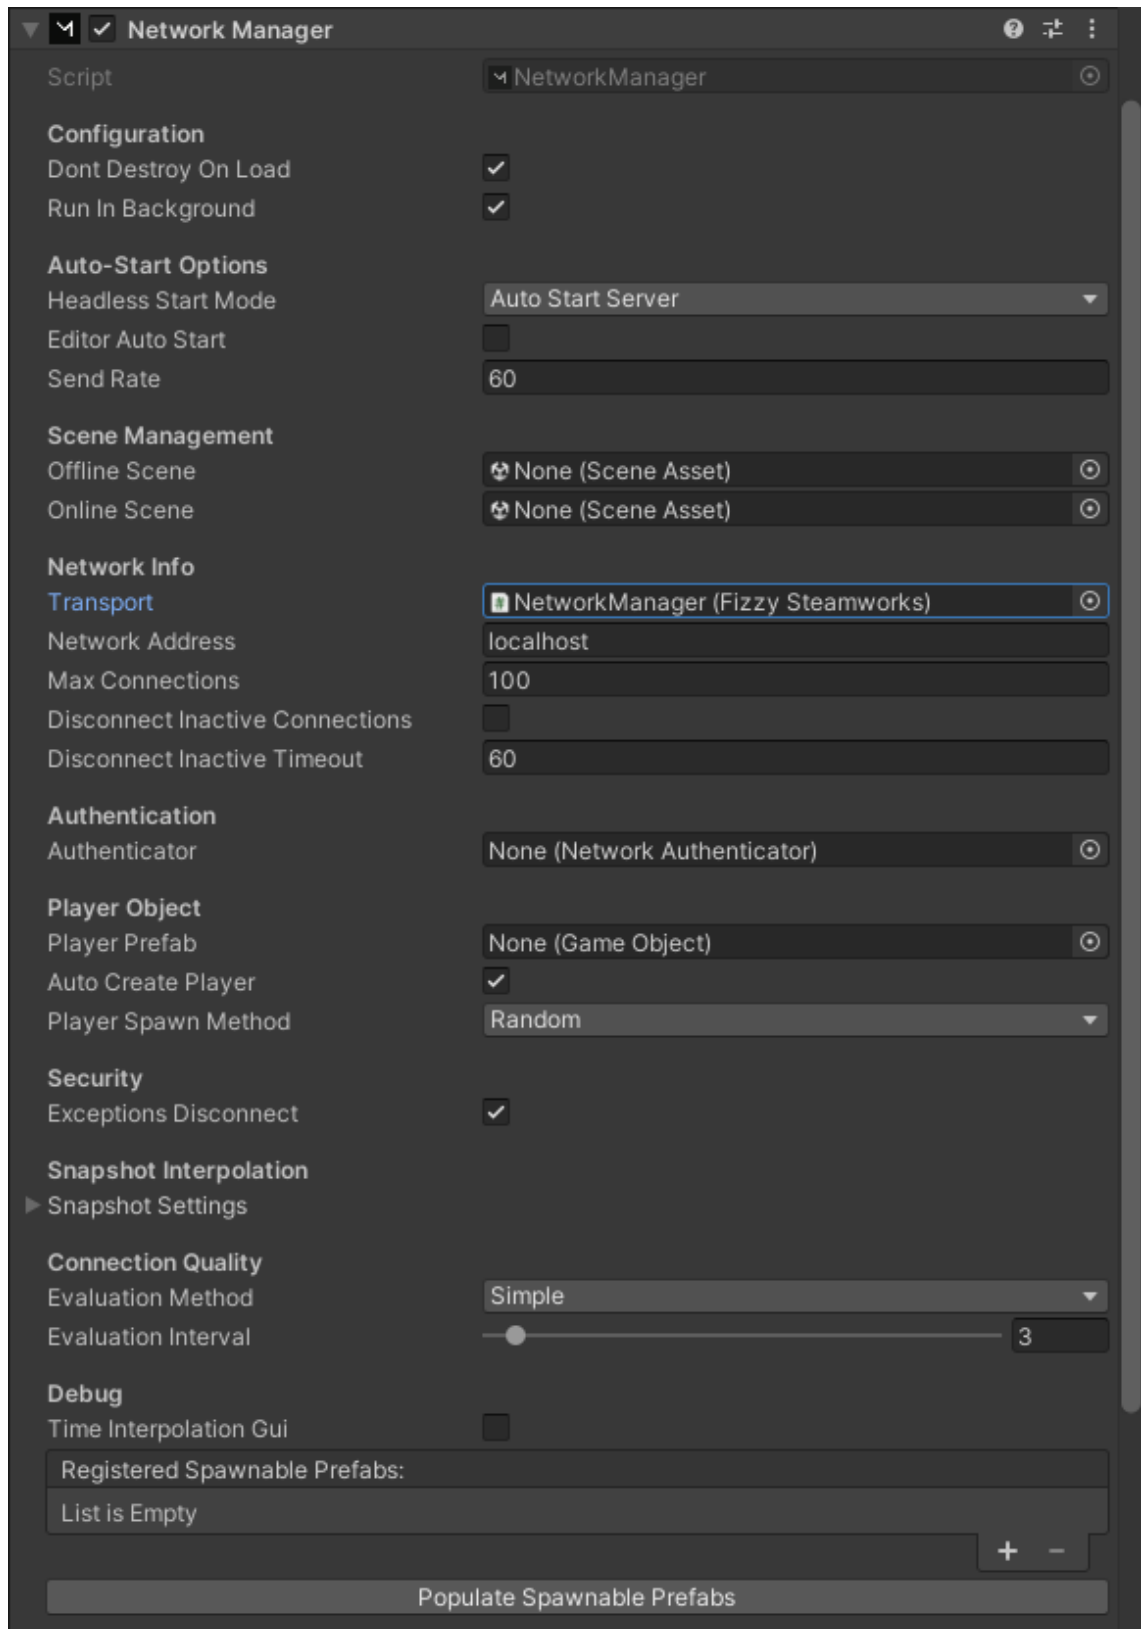 Network Manager
Script NetworkManager
Configuration
Dont Destroy On Load
Run In Background
Auto-Start Options
Headless Start Mode Auto Start Server
Editor Auto Start
Send Rate 60
Scene Management
Offline Scene None (Scene Asset)
Online Scene None (Scene Asset)
Network Info
Transport NetworkManager (Fizzy Steamworks)
Network Address localhost
Max Connections 100
Disconnect Inactive Connections
Disconnect Inactive Timeout 60
Authentication
Authenticator None (Network Authenticator)
Player Object
Player Prefab None (Game Object)
Auto Create Player
Player Spawn Method Random
Security
Exceptions Disconnect
Snapshot Interpolation
Snapshot Settings
Connection Quality
Evaluation Method Simple
Evaluation Interval 3
Debug
Time Interpolation Gui
Registered Spawnable Prefabs:
List is Empty
+ −
Populate Spawnable Prefabs